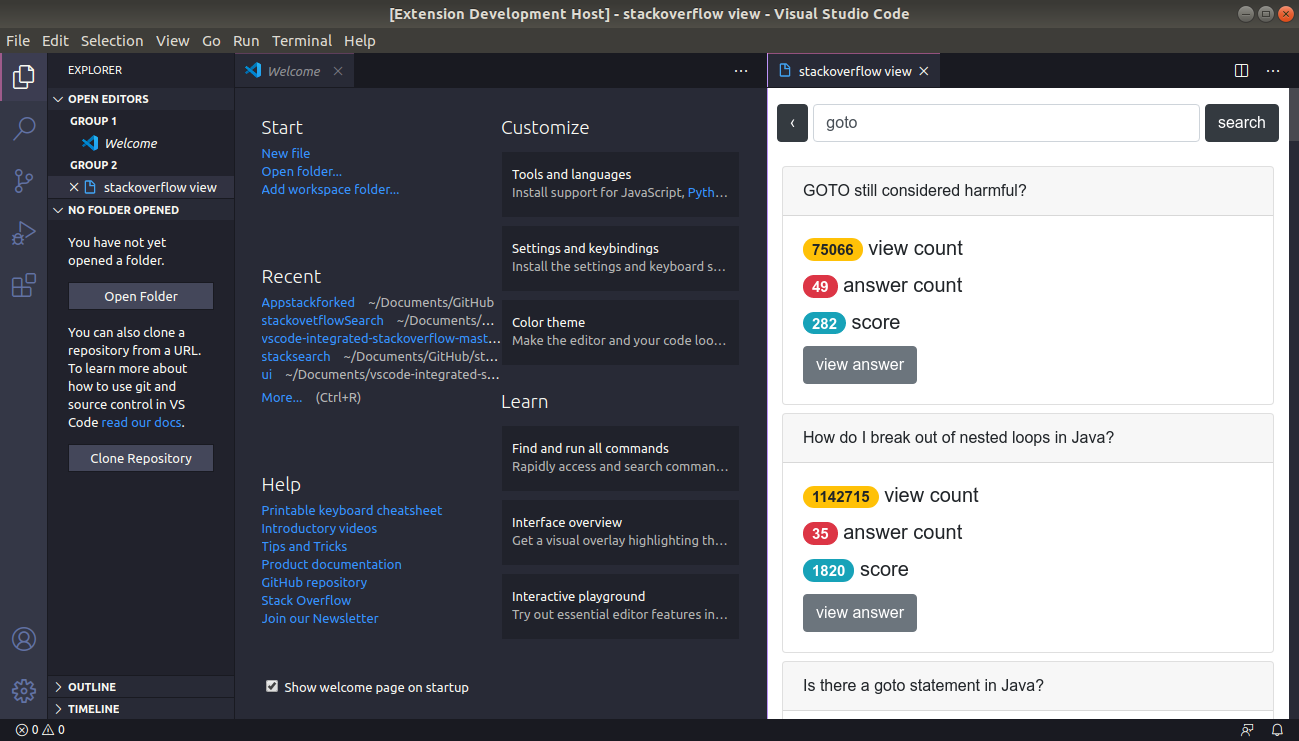 [Extension Development Host] - stackoverflow view - Visual Studio Code
File Edit Selection View Go Run Terminal Help
EXPLORER
OPEN EDITORS
GROUP 1
Welcome
GROUP 2
stackoverflow view
NO FOLDER OPENED
You have not yet
opened a folder.
Open Folder
You can also clone a
repository from a URL.
To learn more about
how to use git and
source control in VS
Code read our docs.
Clone Repository
OUTLINE
TIMELINE
Welcome
Start
New file
Open folder...
Add workspace folder...
Recent
Appstackforked ~/Documents/GitHub
stackovetflowSearch ~/Documents/...
vscode-integrated-stackoverflow-mast...
stacksearch ~/Documents/GitHub/st...
ui ~/Documents/vscode-integrated-s...
More... (Ctrl+R)
Help
Printable keyboard cheatsheet
Introductory videos
Tips and Tricks
Product documentation
GitHub repository
Stack Overflow
Join our Newsletter
Show welcome page on startup
Customize
Tools and languages
Install support for JavaScript, Pyth...
Settings and keybindings
Install the settings and keyboard s...
Color theme
Make the editor and your code loo...
Learn
Find and run all commands
Rapidly access and search comman...
Interface overview
Get a visual overlay highlighting th...
Interactive playground
Try out essential editor features in...
stackoverflow view
‹ goto search
GOTO still considered harmful?
75066 view count
49 answer count
282 score
view answer
How do I break out of nested loops in Java?
1142715 view count
35 answer count
1820 score
view answer
Is there a goto statement in Java?
0 0